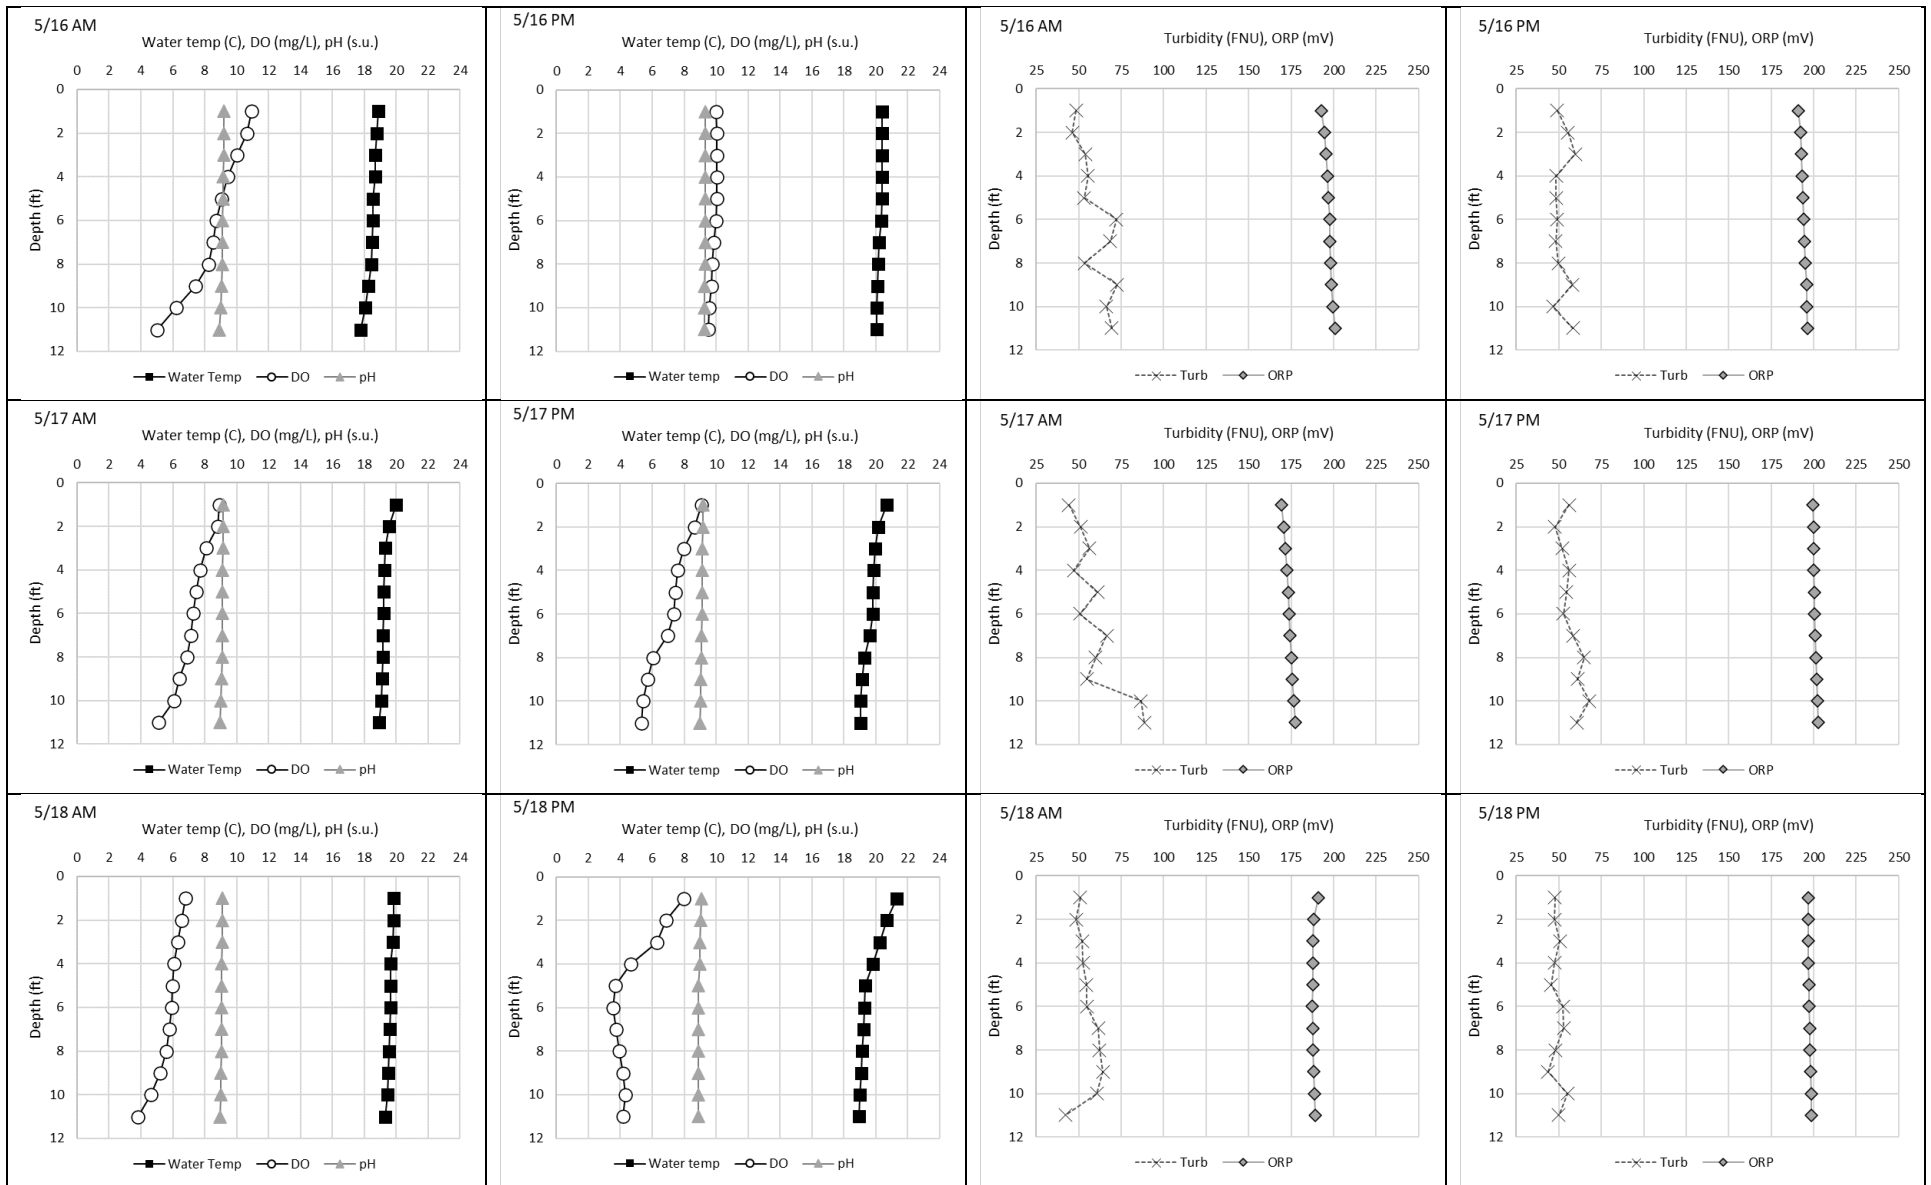 5/16 AM
Water temp (C), DO (mg/L), pH (s.u.)
0 2 4 6 8 10 12 14 16 18 20 22 24
0
2
4
6
8
10
12
Depth (ft)
Water Temp DO pH
5/16 PM
Water temp (C), DO (mg/L), pH (s.u.)
0 2 4 6 8 10 12 14 16 18 20 22 24
0
2
4
6
8
10
12
Depth (ft)
Water temp DO pH
5/16 AM
Turbidity (FNU), ORP (mV)
25 50 75 100 125 150 175 200 225 250
0
2
4
6
8
10
12
Depth (ft)
Turb ORP
5/16 PM
Turbidity (FNU), ORP (mV)
25 50 75 100 125 150 175 200 225 250
0
2
4
6
8
10
12
Depth (ft)
Turb ORP
5/17 AM
Water temp (C), DO (mg/L), pH (s.u.)
0 2 4 6 8 10 12 14 16 18 20 22 24
0
2
4
6
8
10
12
Depth (ft)
Water Temp DO pH
5/17 PM
Water temp (C), DO (mg/L), pH (s.u.)
0 2 4 6 8 10 12 14 16 18 20 22 24
0
2
4
6
8
10
12
Depth (ft)
Water temp DO pH
5/17 AM
Turbidity (FNU), ORP (mV)
25 50 75 100 125 150 175 200 225 250
0
2
4
6
8
10
12
Depth (ft)
Turb ORP
5/17 PM
Turbidity (FNU), ORP (mV)
25 50 75 100 125 150 175 200 225 250
0
2
4
6
8
10
12
Depth (ft)
Turb ORP
5/18 AM
Water temp (C), DO (mg/L), pH (s.u.)
0 2 4 6 8 10 12 14 16 18 20 22 24
0
2
4
6
8
10
12
Depth (ft)
Water Temp DO pH
5/18 PM
Water temp (C), DO (mg/L), pH (s.u.)
0 2 4 6 8 10 12 14 16 18 20 22 24
0
2
4
6
8
10
12
Depth (ft)
Water temp DO pH
5/18 AM
Turbidity (FNU), ORP (mV)
25 50 75 100 125 150 175 200 225 250
0
2
4
6
8
10
12
Depth (ft)
Turb ORP
5/18 PM
Turbidity (FNU), ORP (mV)
25 50 75 100 125 150 175 200 225 250
0
2
4
6
8
10
12
Depth (ft)
Turb ORP